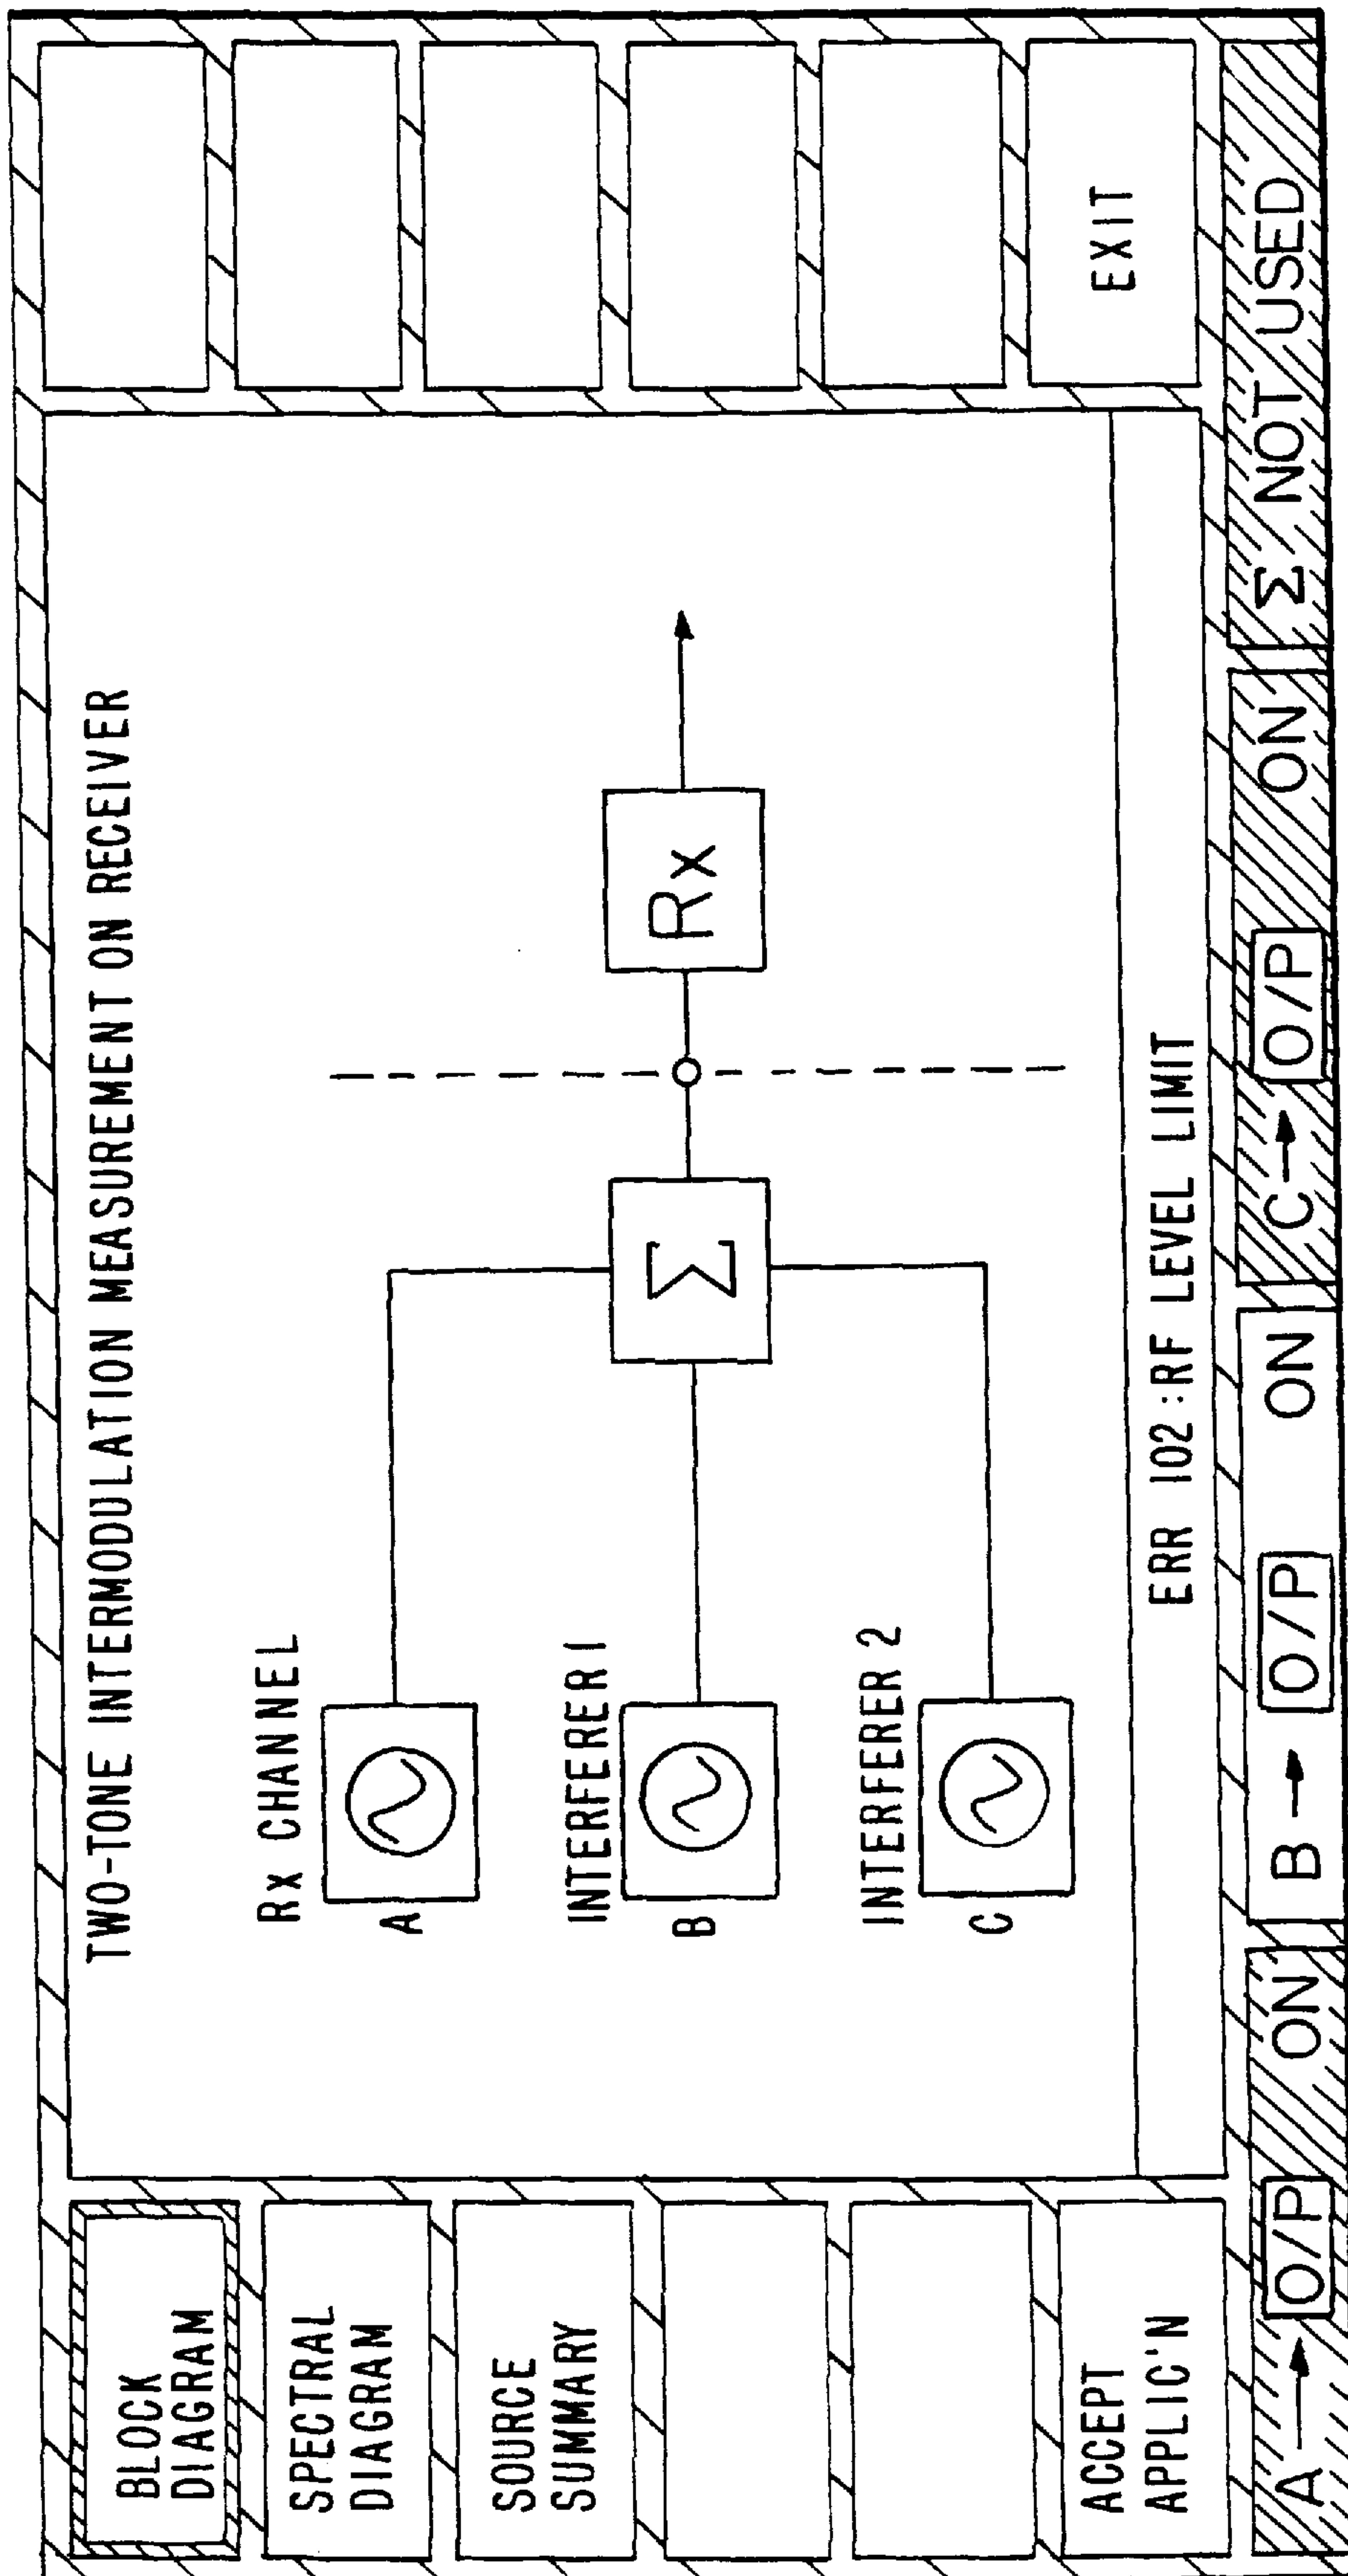 BLOCK
DIAGRAM
SPECTRAL
DIAGRAM
SOURCE
SUMMARY
ACCEPT
APPLIC'N
TWO-TONE INTERMODULATION MEASUREMENT ON RECEIVER
Rx CHANNEL
A
INTERFERER 1
B
INTERFERER 2
C
Σ
Rx
ERR 102:RF LEVEL LIMIT
EXIT
A → O/P ON
B → O/P ON
C → O/P ON
Σ NOT USED